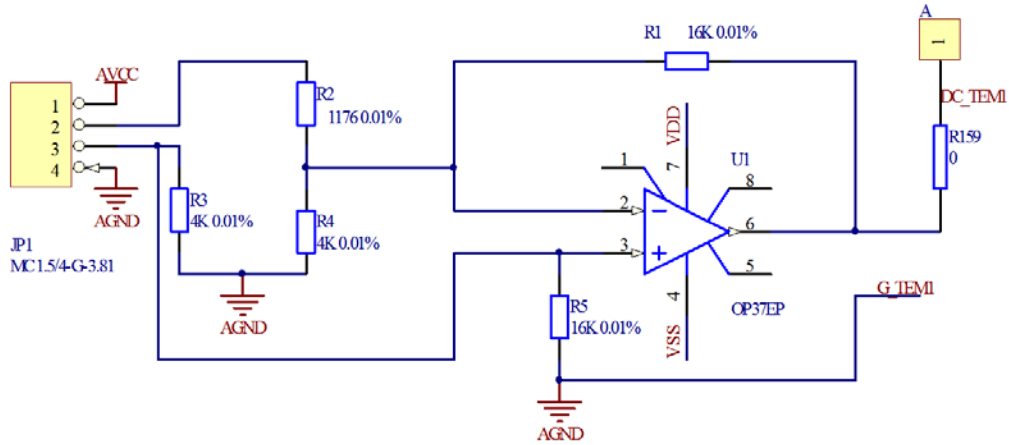 A
1
DC_TEM1
R159
0
R1 16K 0.01%
AVCC
1
2
3
4
AGND
JP1
MC1.5/4-G-3.81
R2
1176 0.01%
R3
4K 0.01%
R4
4K 0.01%
AGND
VDD
7
U1
1
8
2
6
3
5
4
VSS
OP37EP
R5
16K 0.01%
G_TEM1
AGND